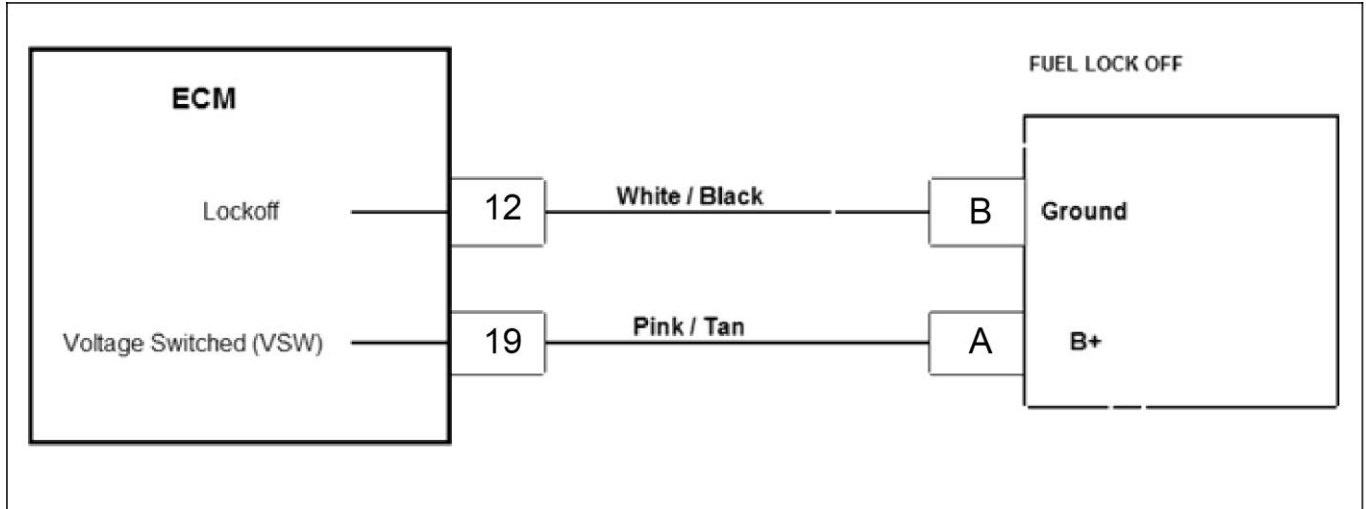 FUEL LOCK OFF
ECM
Lockoff
12
White / Black
B
Ground
Voltage Switched (VSW)
19
Pink / Tan
A
B+